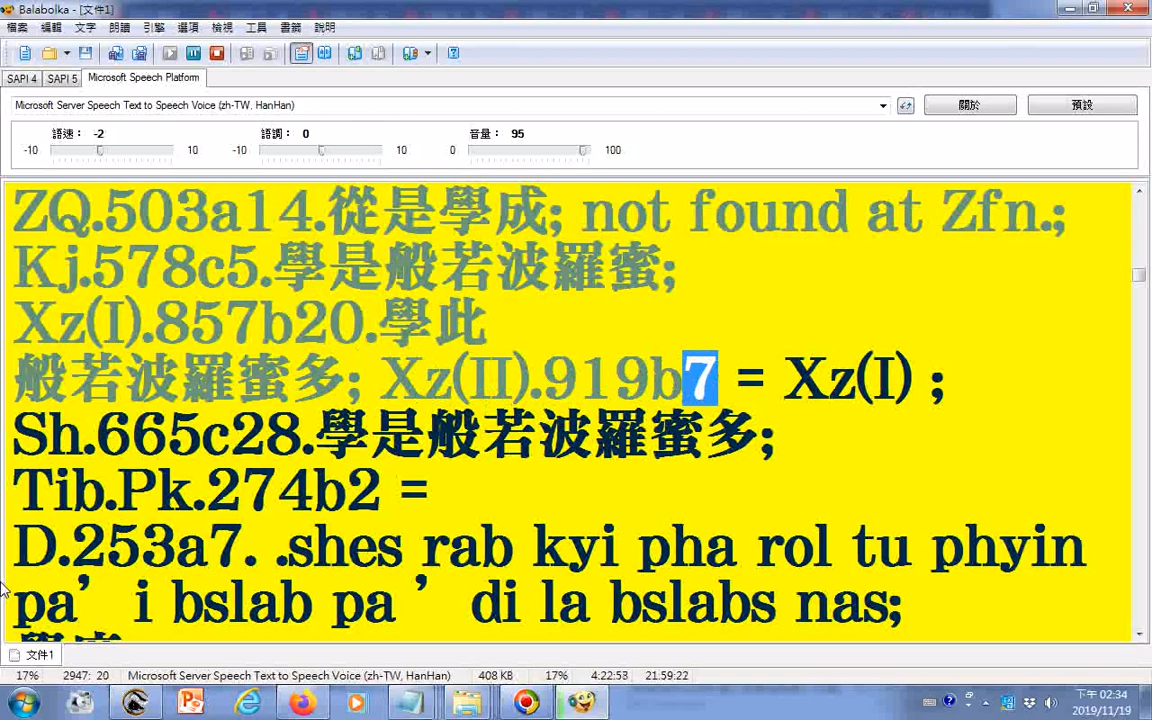 Balabolka - [文件1]
檔案 編輯 文字 朗讀 引擎 選項 檢視 工具 書籤 說明
SAPI 4 SAPI 5 Microsoft Speech Platform
Microsoft Server Speech Text to Speech Voice (zh-TW, HanHan) 關於 預設
語速： -2 語調： 0 音量： 95
-10 10 -10 10 0 100
ZQ.503a14.從是學成; not found at Zfn.;
Kj.578c5.學是般若波羅蜜;
Xz(I).857b20.學此
般若波羅蜜多; Xz(II).919b7 = Xz(I) ;
Sh.665c28.學是般若波羅蜜多;
Tib.Pk.274b2 =
D.253a7. .shes rab kyi pha rol tu phyin
pa’ i bslab pa ’ di la bslabs nas;
文件1
17% 2947: 20 Microsoft Server Speech Text to Speech Voice (zh-TW, HanHan) 408 KB 17% 4:22:53 21:59:22
下午 02:34
2019/11/19